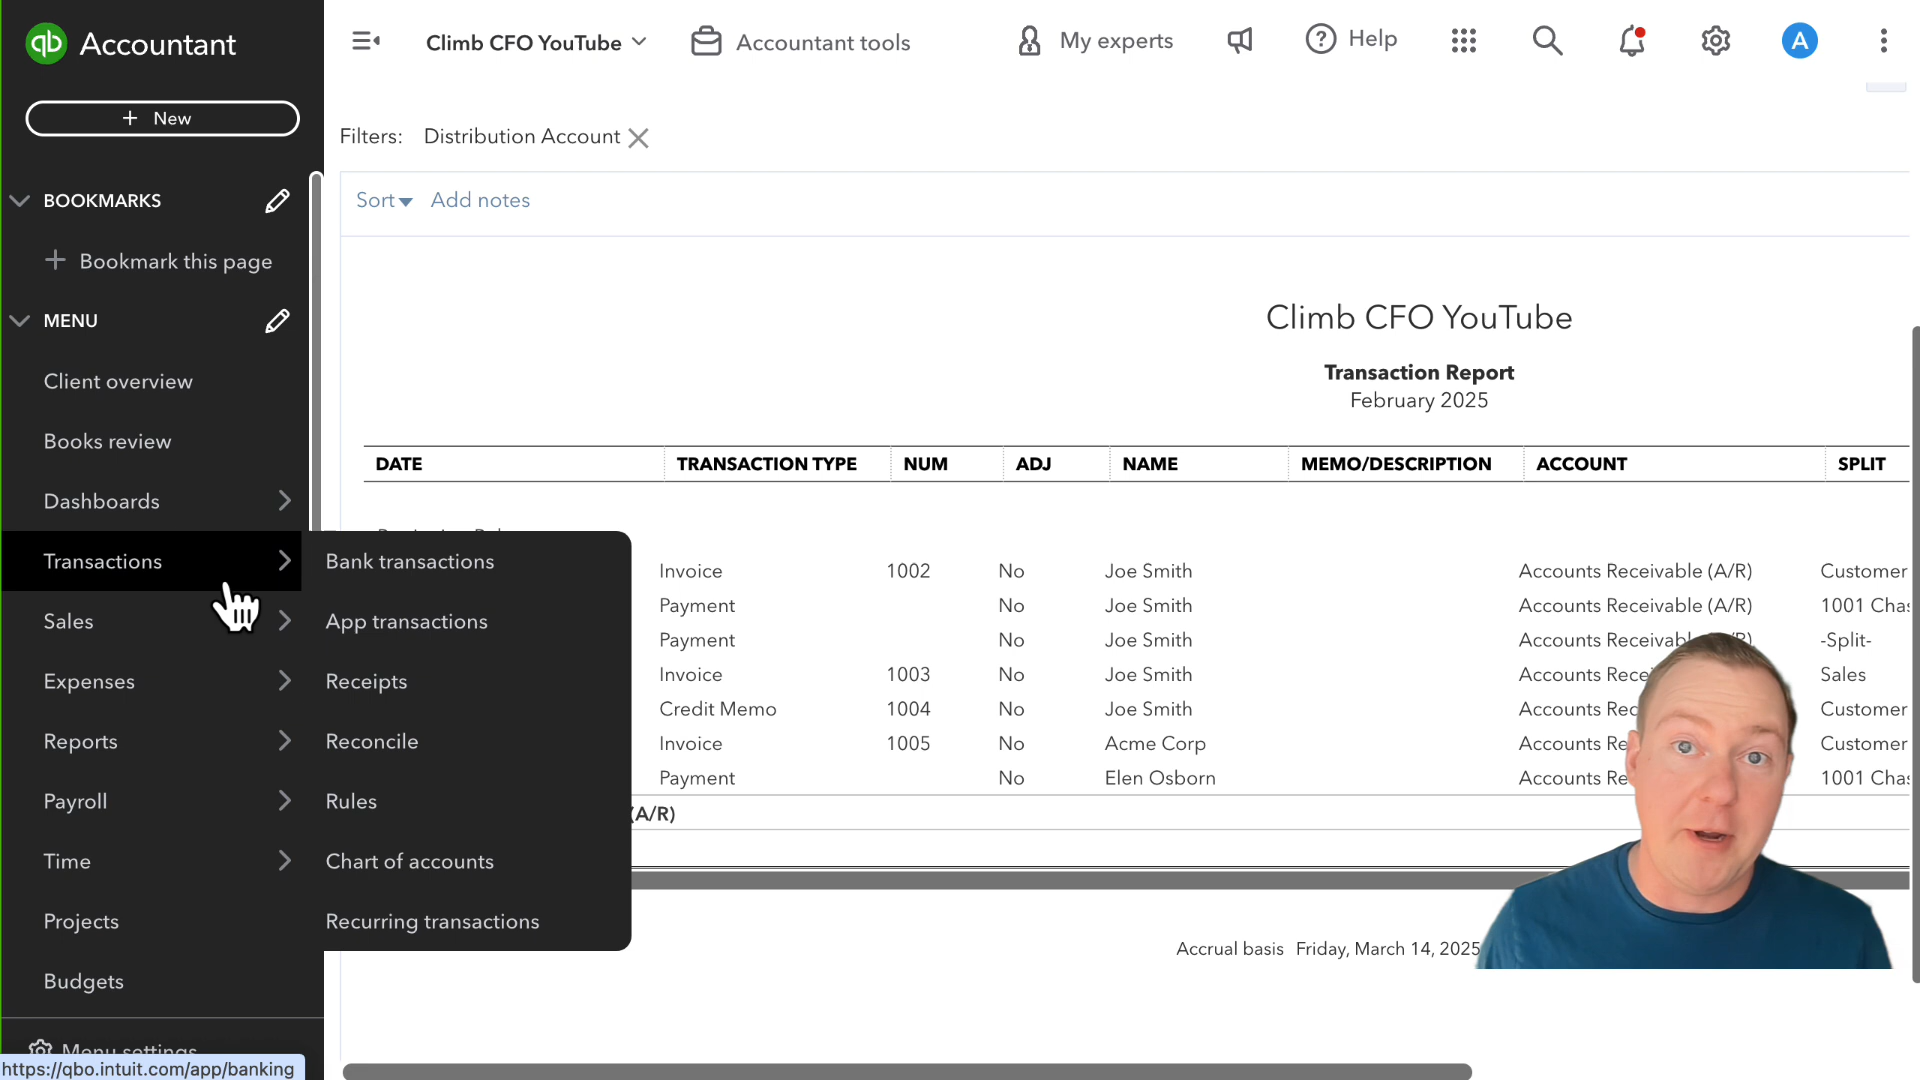 qb Accountant
Climb CFO YouTube
Accountant tools
My experts
Help
A
+ New
Filters: Distribution Account
BOOKMARKS
Sort Add notes
Bookmark this page
MENU
Climb CFO YouTube
Client overview
Transaction Report
February 2025
Books review
DATE TRANSACTION TYPE NUM ADJ NAME MEMO/DESCRIPTION ACCOUNT SPLIT
Dashboards
Transactions
Bank transactions
Invoice 1002 No Joe Smith Accounts Receivable (A/R) Customer
Payment No Joe Smith Accounts Receivable (A/R) 1001 Chas
Sales
App transactions
Payment No Joe Smith Accounts -Split-
Invoice 1003 No Joe Smith Accounts Sales
Expenses
Receipts
Credit Memo 1004 No Joe Smith Accounts Customer
Reports
Reconcile
Invoice 1005 No Acme Corp Accounts Customer
Payment No Elen Osborn Accounts 1001 Chas
Payroll
Rules
(A/R)
Time
Chart of accounts
Projects
Recurring transactions
Accrual basis Friday, March 14, 2025
Budgets
Menu settings
https://qbo.intuit.com/app/banking